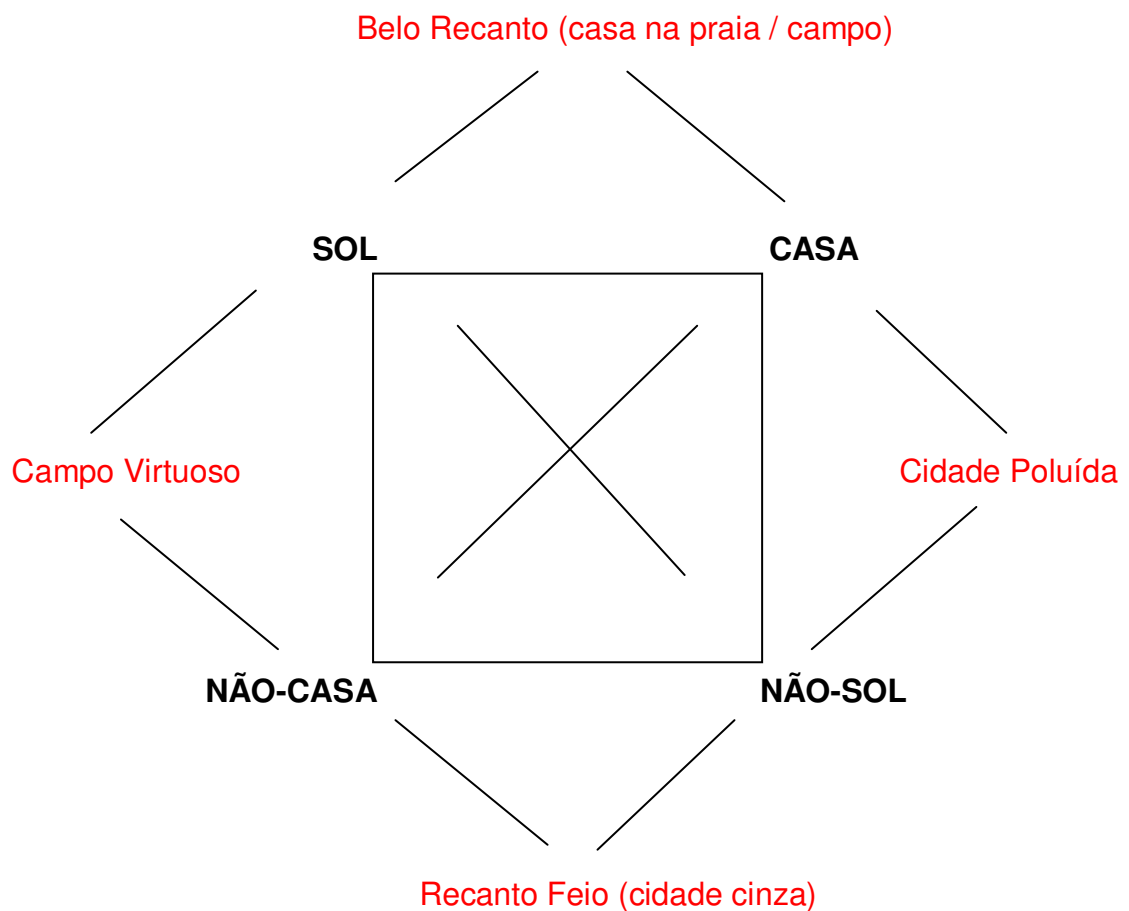 Belo Recanto (casa na praia / campo)
SOL
CASA
Campo Virtuoso
Cidade Poluída
NÃO-CASA
NÃO-SOL
Recanto Feio (cidade cinza)